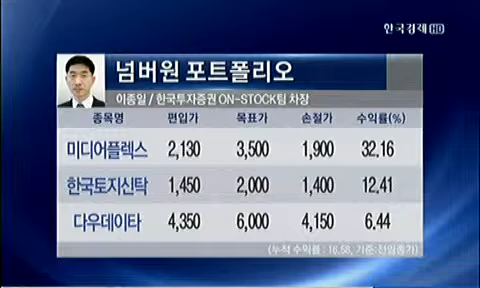 한국경제 HD
넘버원 포트폴리오
이종일 / 한국투자증권 ON-STOCK팀 차장
종목명 편입가 목표가 손절가 수익률(%)
미디어플렉스 2,130 3,500 1,900 32.16
한국토지신탁 1,450 2,000 1,400 12.41
다우데이타 4,350 6,000 4,150 6.44
(누적 수익률 : 16.58, 기준:전일종가)